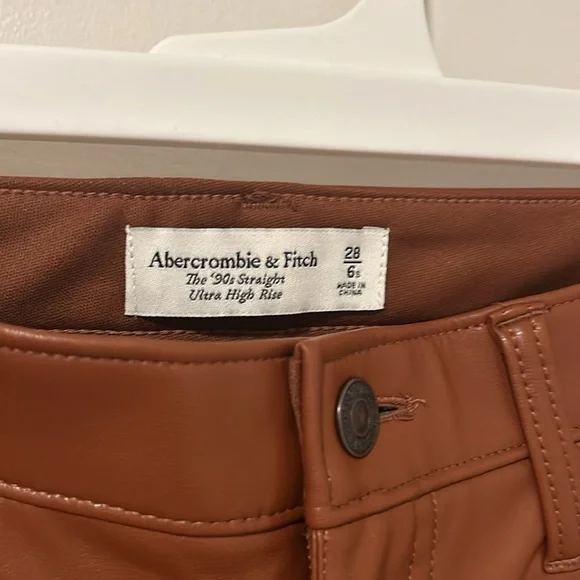 Abercrombie & Fitch
The '90s Straight
Ultra High Rise
28
6s
MADE IN
CHINA